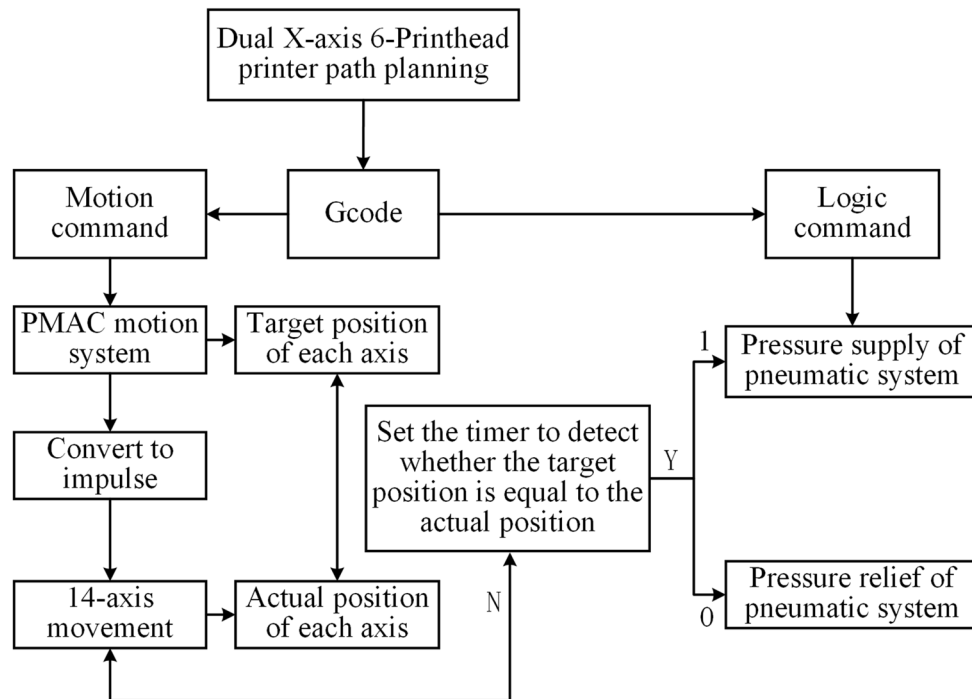 Dual X-axis 6-Printhead
printer path planning
Motion
command
Gcode
Logic
command
PMAC motion
system
Target position
of each axis
1
Pressure supply of
pneumatic system
Convert to
impulse
Set the timer to detect
whether the target
position is equal to the
actual position
Y
14-axis
movement
Actual position
of each axis
N
0
Pressure relief of
pneumatic system